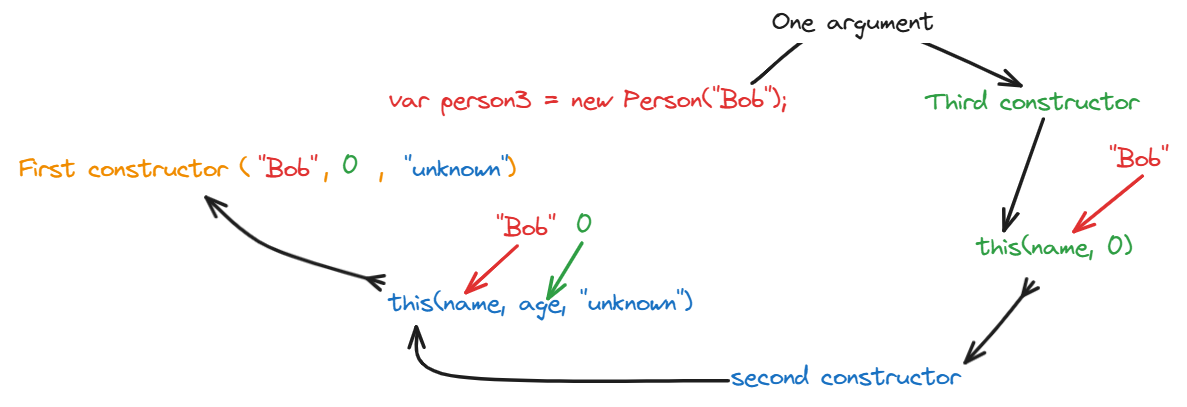 One argument
var person3 = new Person("Bob");
Third constructor
First constructor ("Bob", 0 , "unknown")
"Bob"
"Bob" 0
this(name, 0)
this(name, age, "unknown")
second constructor